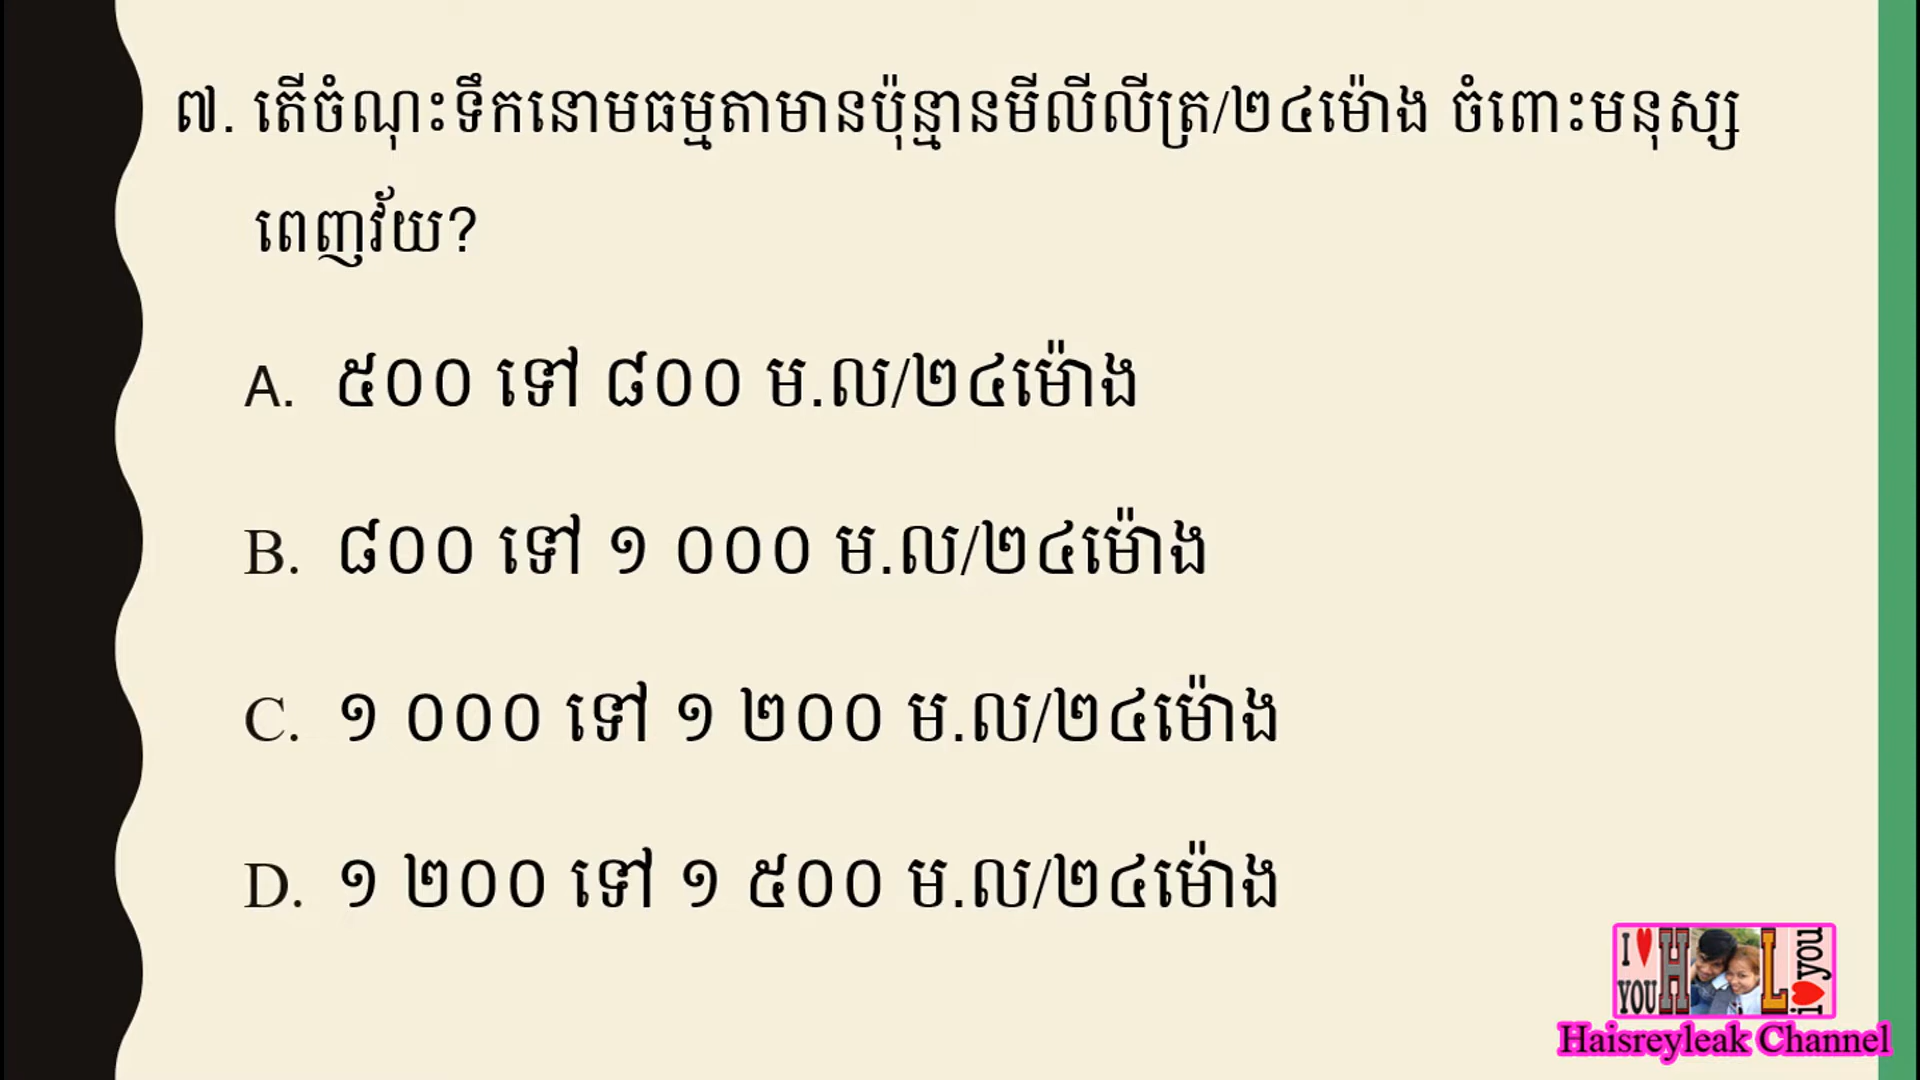 ៧. តើចំណុះទឹកនោមធម្មតាមានប៉ុន្មានមីលីលីត្រ/២៤ម៉ោង ចំពោះមនុស្ស
ពេញវ័យ?
A. ៥០០ ទៅ ៨០០ ម.ល/២៤ម៉ោង
B. ៨០០ ទៅ ១ ០០០ ម.ល/២៤ម៉ោង
C. ១ ០០០ ទៅ ១ ២០០ ម.ល/២៤ម៉ោង
D. ១ ២០០ ទៅ ១ ៥០០ ម.ល/២៤ម៉ោង
I ♥ YOU H L i ♥ you
Haisreyleak Channel